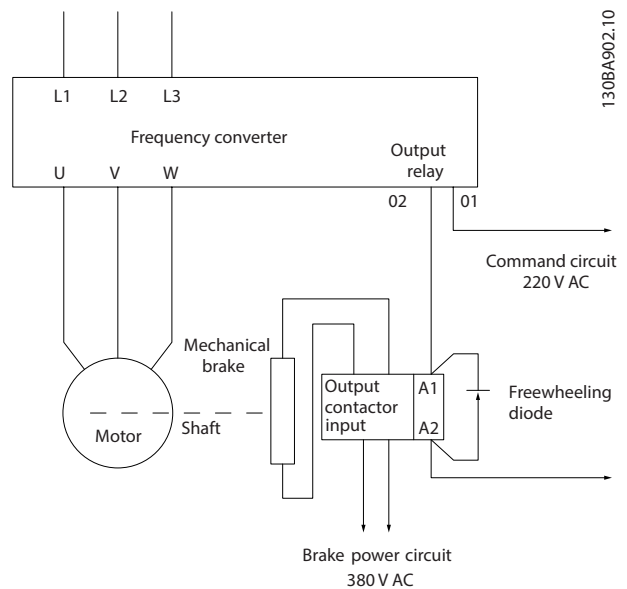 130BA902.10
L1 L2 L3
Frequency converter
Output
relay
U V W
02 01
Command circuit
220 V AC
Mechanical
brake
Output
contactor
input
A1
A2
Freewheeling
diode
Motor
Shaft
Brake power circuit
380 V AC